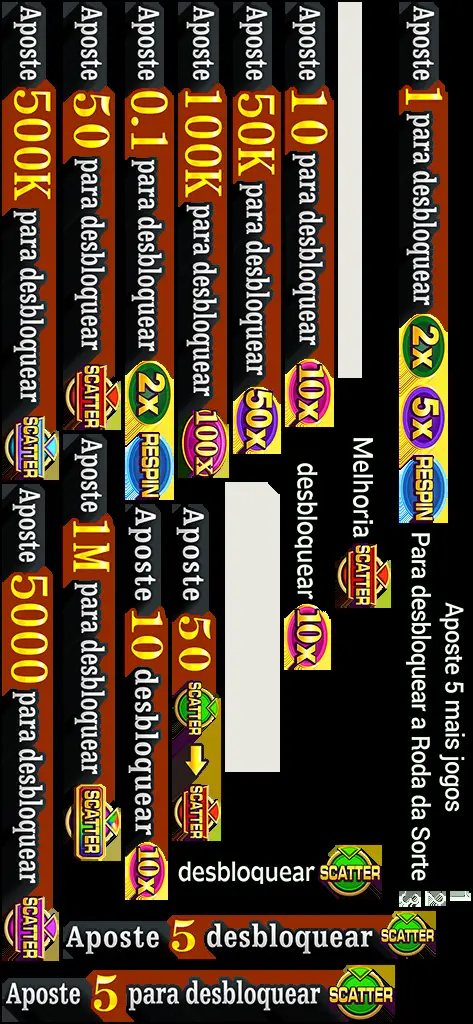 Aposte 1 para desbloquear 2x 5x RESPIN
Aposte 10 para desbloquear 10x
Aposte 50K para desbloquear 50x
Aposte 100K para desbloquear 100x
Aposte 0.1 para desbloquear 2x RESPIN
Aposte 50 para desbloquear SCATTER
Aposte 500K para desbloquear SCATTER
Aposte 5 mais jogos
Para desbloquear a Roda da Sorte
Melhoria SCATTER
desbloquear 10x
Aposte 50 SCATTER SCATTER
Aposte 10 desbloquear 10x
Aposte 1M para desbloquear SCATTER
Aposte 5000 para desbloquear SCATTER
desbloquear SCATTER
Aposte 5 desbloquear SCATTER
Aposte 5 para desbloquear SCATTER